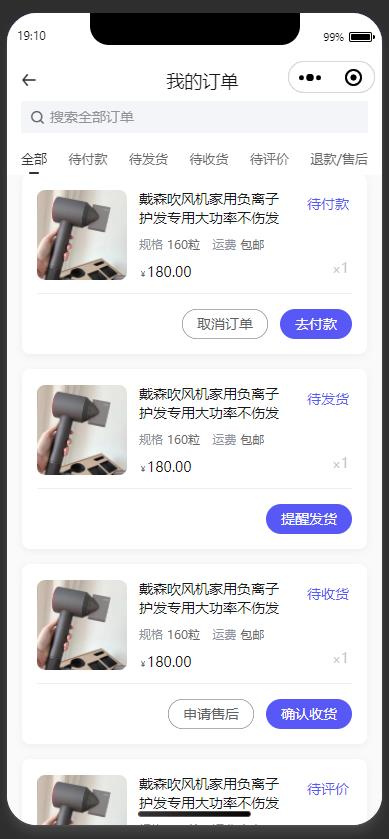 19:10
99%
我的订单
搜索全部订单
全部 待付款 待发货 待收货 待评价 退款/售后
戴森吹风机家用负离子 待付款
护发专用大功率不伤发
规格 160粒 运费 包邮
¥180.00 ×1
取消订单 去付款
戴森吹风机家用负离子 待发货
护发专用大功率不伤发
规格 160粒 运费 包邮
¥180.00 ×1
提醒发货
戴森吹风机家用负离子 待收货
护发专用大功率不伤发
规格 160粒 运费 包邮
¥180.00 ×1
申请售后 确认收货
戴森吹风机家用负离子 待评价
护发专用大功率不伤发